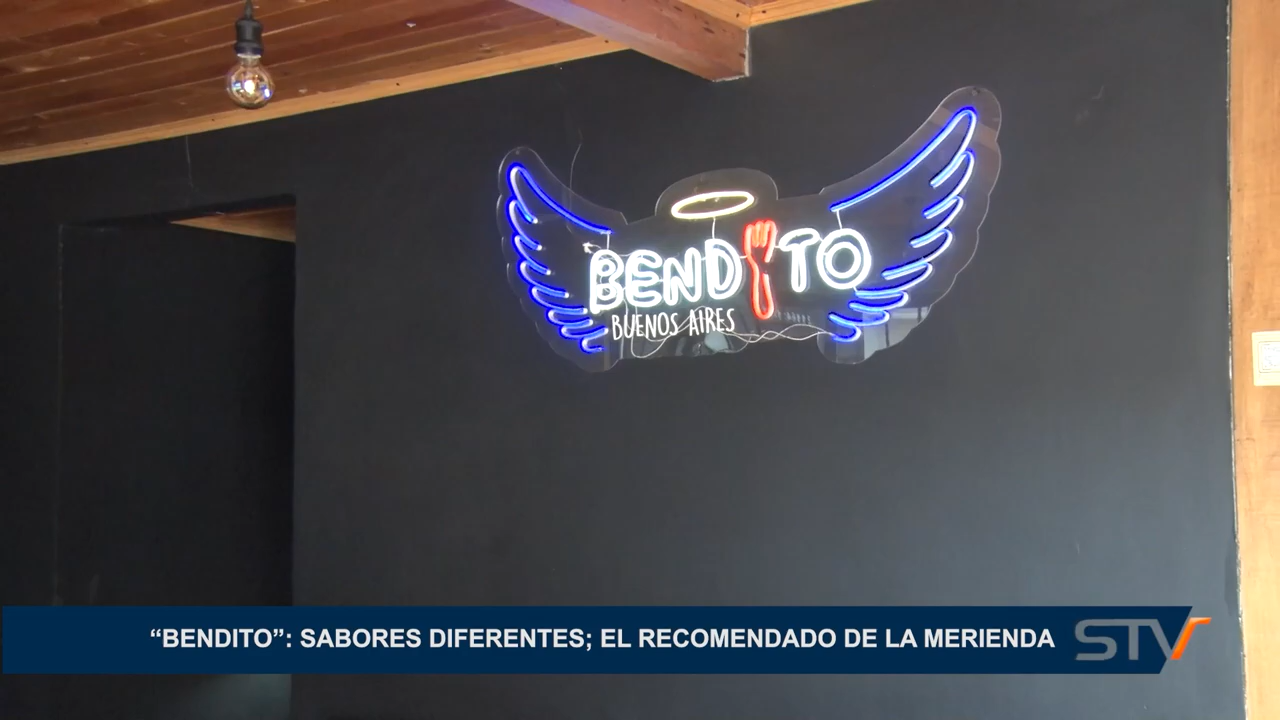 BENDITO
BUENOS AIRES
“BENDITO”: SABORES DIFERENTES; EL RECOMENDADO DE LA MERIENDA
STV